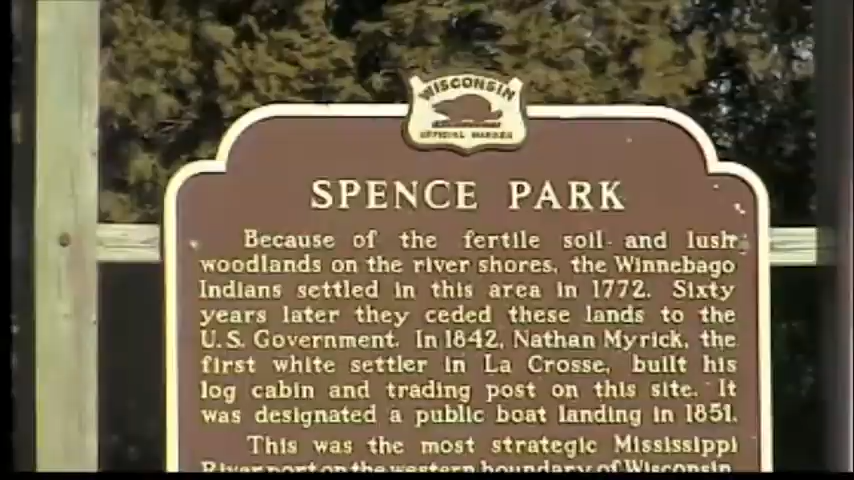 WISCONSIN
OFFICIAL MARKER
SPENCE PARK
Because of the fertile soil and lush
woodlands on the river shores, the Winnebago
Indians settled in this area in 1772. Sixty
years later they ceded these lands to the
U.S. Government. In 1842, Nathan Myrick, the
first white settler in La Crosse, built his
log cabin and trading post on this site. It
was designated a public boat landing in 1851.
This was the most strategic Mississippi
River port on the western boundary of Wisconsin,